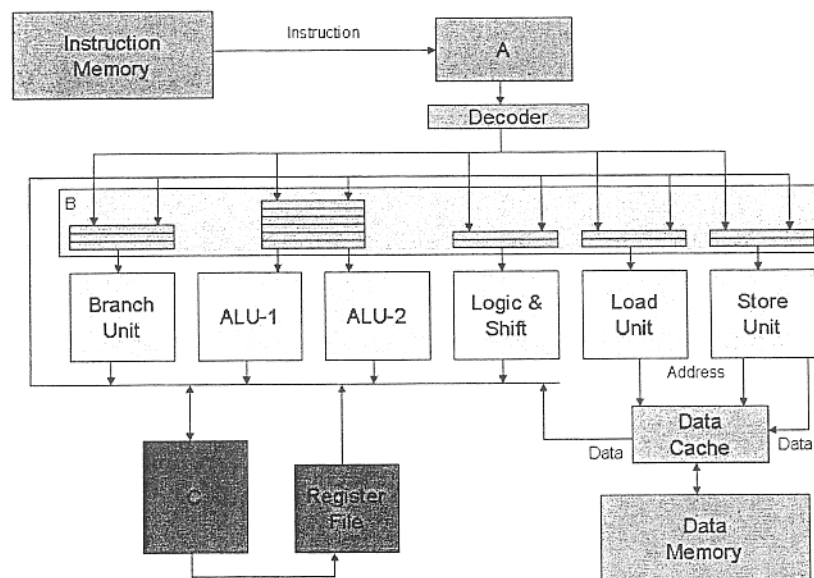 Instruction
Memory
Instruction
A
Decoder
B
Branch
Unit
ALU-1
ALU-2
Logic &
Shift
Load
Unit
Store
Unit
Address
Data
Cache
Data
Data
C
Register
File
Data
Memory